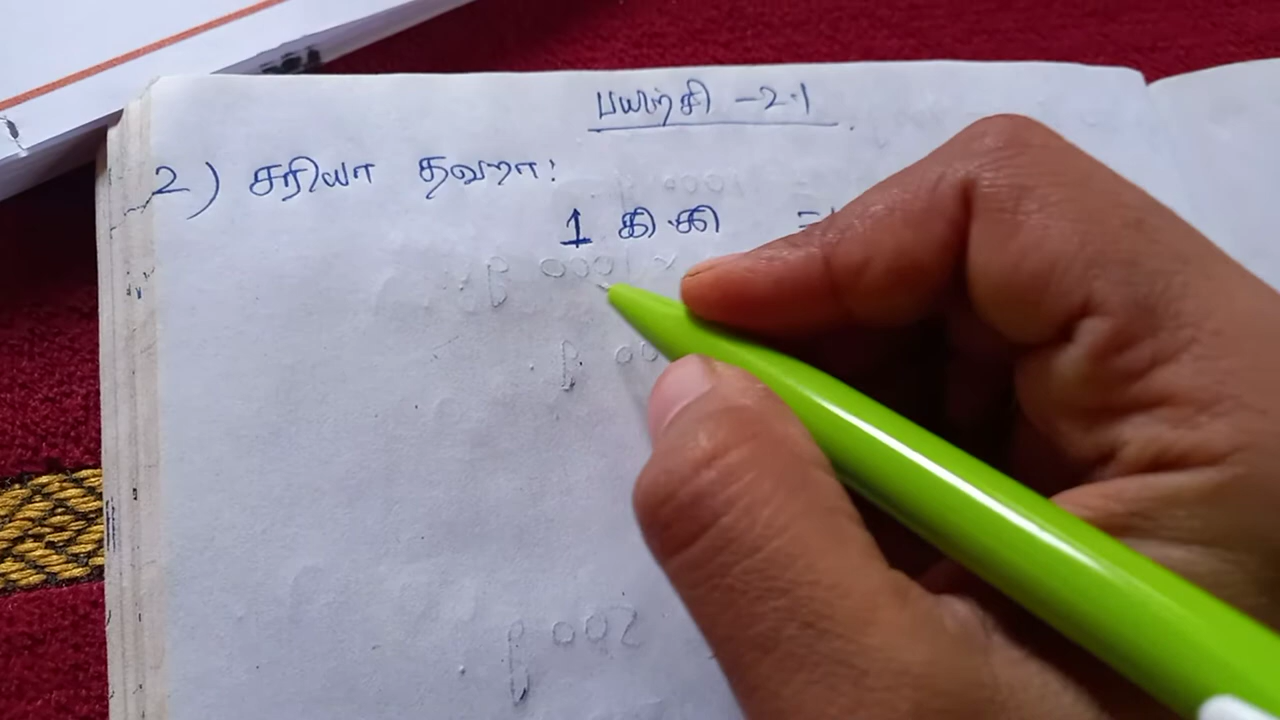 பயிற்சி - 2.1
2) சரியா தவறா:
1 கி.கி =